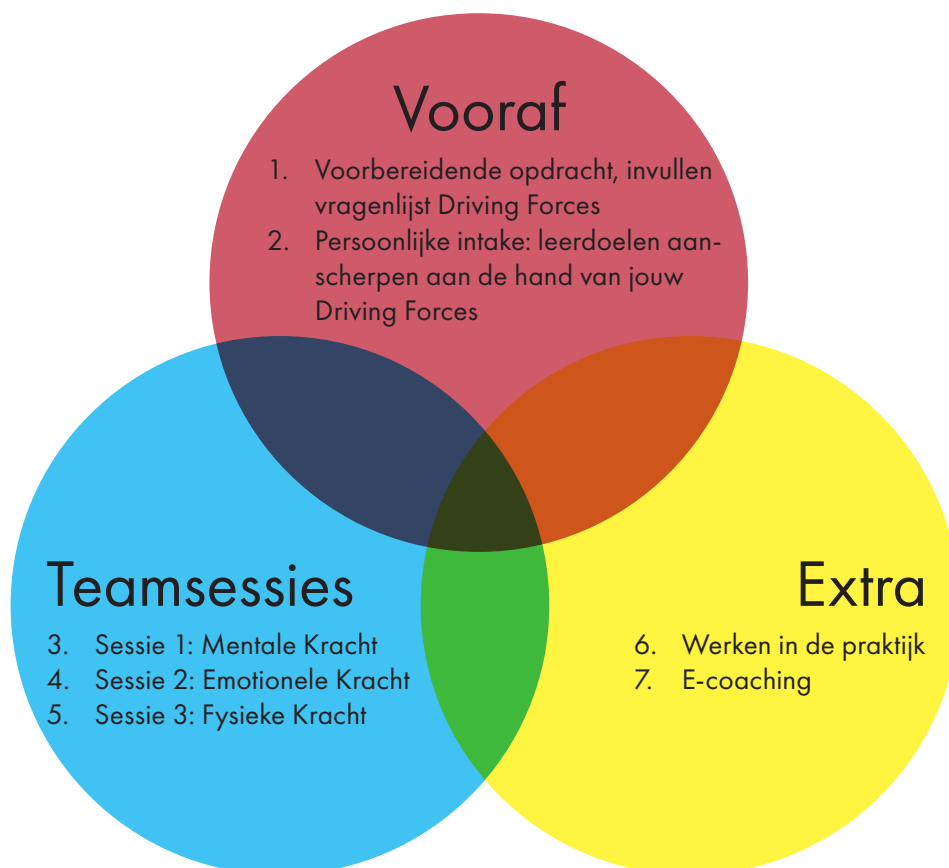 Vooraf
1. Voorbereidende opdracht, invullen
vragenlijst Driving Forces
2. Persoonlijke intake: leerdoelen aan-
scherpen aan de hand van jouw
Driving Forces
Teamsessies
3. Sessie 1: Mentale Kracht
4. Sessie 2: Emotionele Kracht
5. Sessie 3: Fysieke Kracht
Extra
6. Werken in de praktijk
7. E-coaching